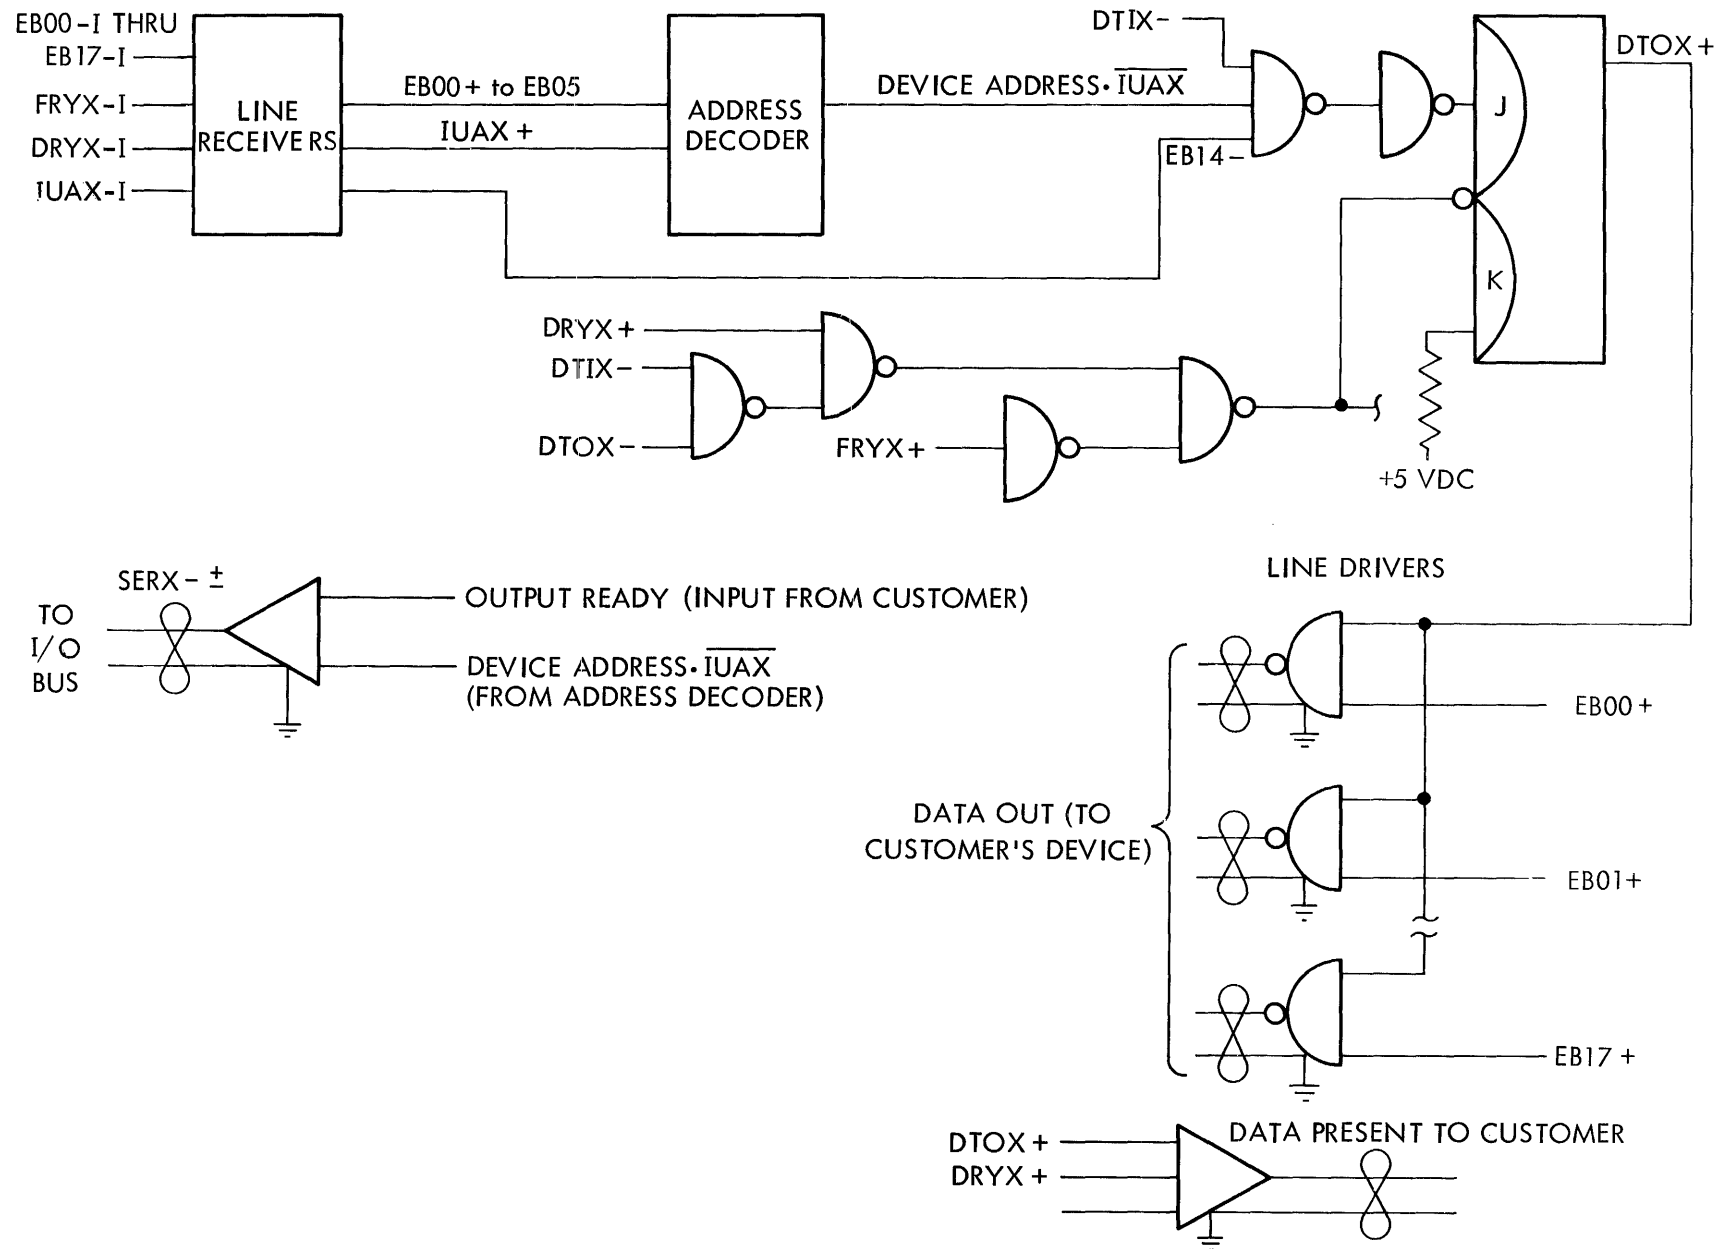 EB00-I THRU
EB17-I
FRYX-I
DRYX-I
IUAX-I
LINE
RECEIVERS
EB00+ to EB05
IUAX+
ADDRESS
DECODER
DEVICE ADDRESS·I̅U̅A̅X̅
DTIX-
EB14-
J
K
DTOX+
+5 VDC
DRYX+
DTIX-
DTOX-
FRYX+
SERX-±
TO
I/O
BUS
OUTPUT READY (INPUT FROM CUSTOMER)
DEVICE ADDRESS·I̅U̅A̅X̅
(FROM ADDRESS DECODER)
LINE DRIVERS
EB00+
DATA OUT (TO
CUSTOMER'S DEVICE)
EB01+
EB17+
DTOX+
DRYX+
DATA PRESENT TO CUSTOMER